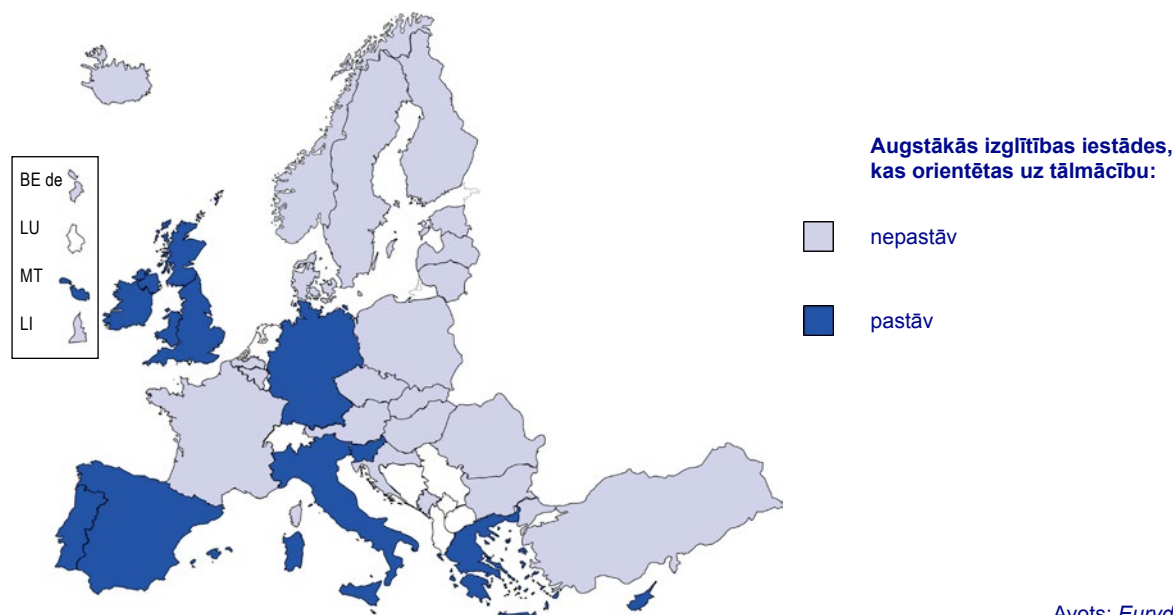 BE de
LU
MT
LI
Augstākās izglītības iestādes,
kas orientētas uz tālmācību:
nepastāv
pastāv
Avots: